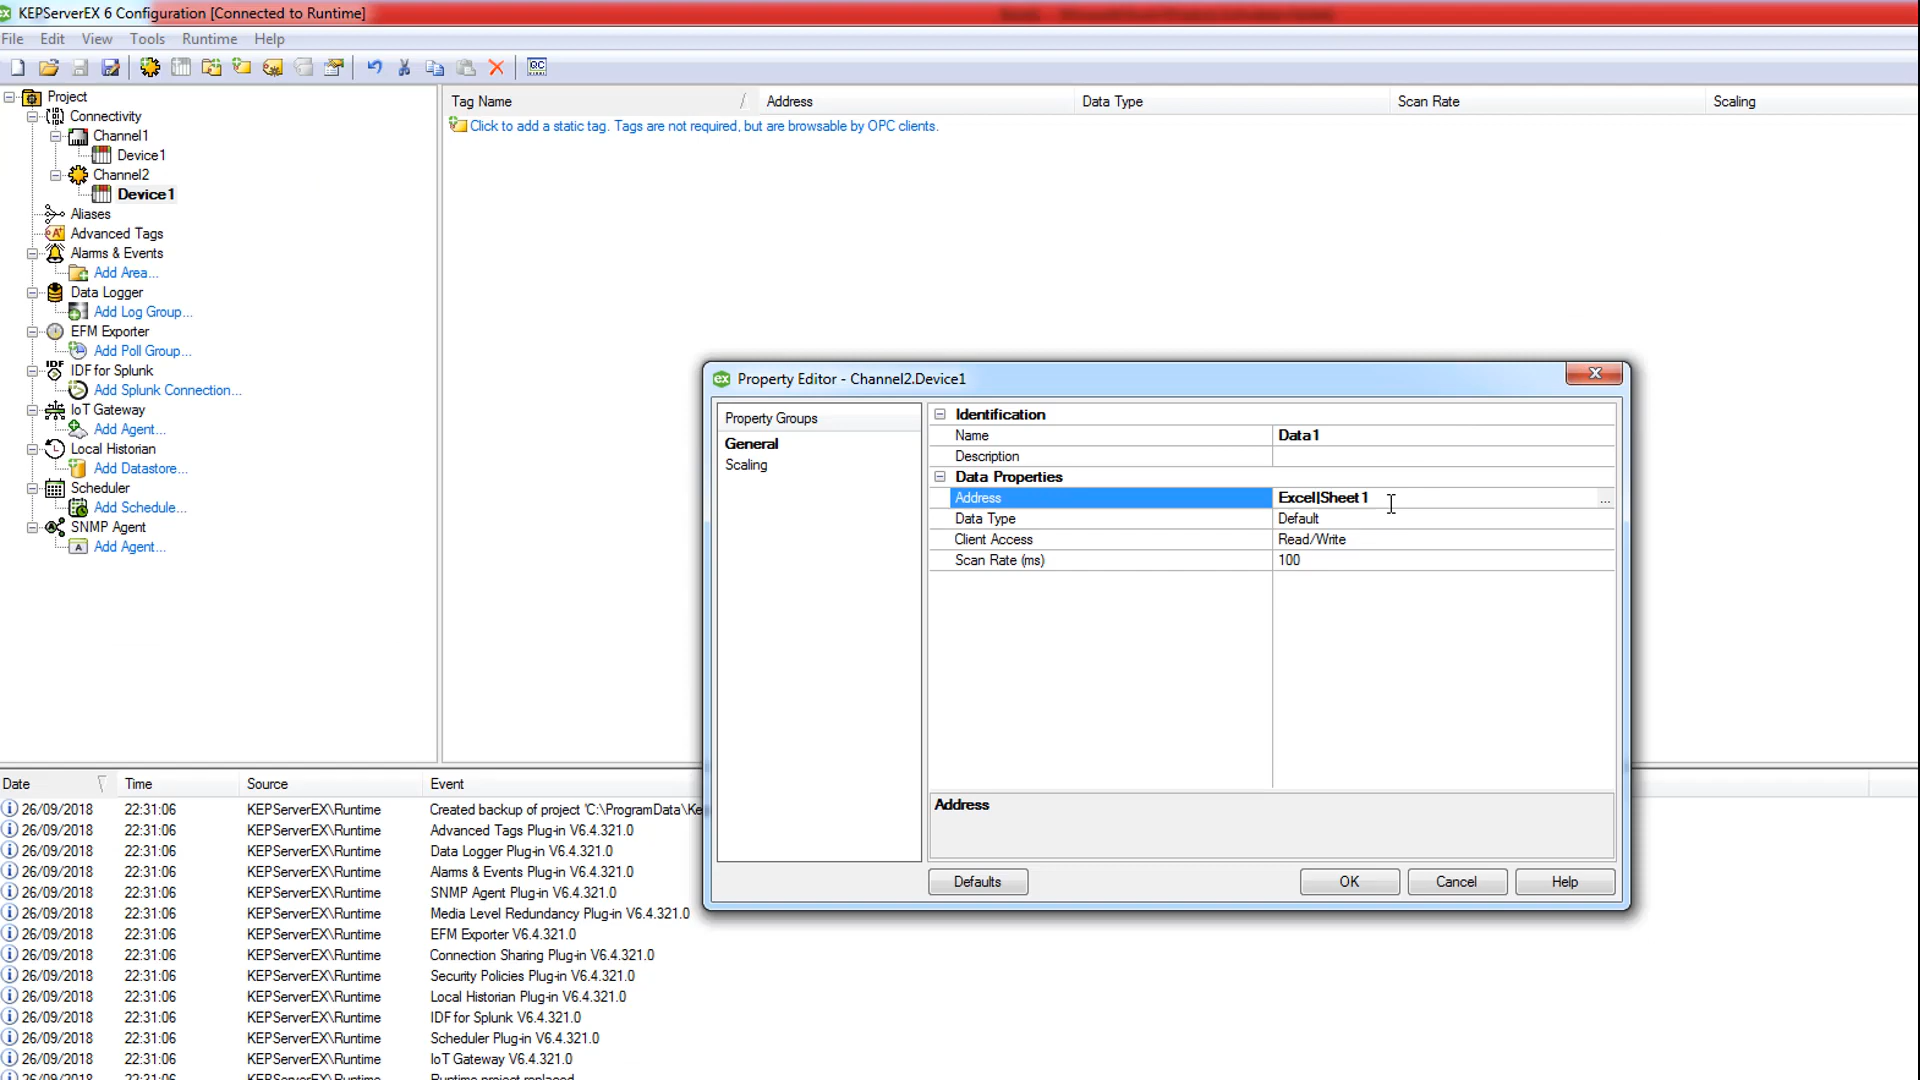 KEPServerEX 6 Configuration [Connected to Runtime]
File Edit View Tools Runtime Help
QC
Project
Connectivity
Channel1
Device1
Channel2
Device1
Aliases
Advanced Tags
Alarms & Events
Add Area...
Data Logger
Add Log Group...
EFM Exporter
Add Poll Group...
IDF for Splunk
Add Splunk Connection...
IoT Gateway
Add Agent...
Local Historian
Add Datastore...
Scheduler
Add Schedule...
SNMP Agent
Add Agent...
Tag Name / Address Data Type Scan Rate Scaling
Click to add a static tag. Tags are not required, but are browsable by OPC clients.
Property Editor - Channel2.Device1
Property Groups
General
Scaling
Identification
Name Data1
Description
Data Properties
Address Excel|Sheet1 ...
Data Type Default
Client Access Read/Write
Scan Rate (ms) 100
Address
Defaults OK Cancel Help
Date Time Source Event
26/09/2018 22:31:06 KEPServerEX\Runtime Created backup of project 'C:\ProgramData\Ke
26/09/2018 22:31:06 KEPServerEX\Runtime Advanced Tags Plug-in V6.4.321.0
26/09/2018 22:31:06 KEPServerEX\Runtime Data Logger Plug-in V6.4.321.0
26/09/2018 22:31:06 KEPServerEX\Runtime Alarms & Events Plug-in V6.4.321.0
26/09/2018 22:31:06 KEPServerEX\Runtime SNMP Agent Plug-in V6.4.321.0
26/09/2018 22:31:06 KEPServerEX\Runtime Media Level Redundancy Plug-in V6.4.321.0
26/09/2018 22:31:06 KEPServerEX\Runtime EFM Exporter V6.4.321.0
26/09/2018 22:31:06 KEPServerEX\Runtime Connection Sharing Plug-in V6.4.321.0
26/09/2018 22:31:06 KEPServerEX\Runtime Security Policies Plug-in V6.4.321.0
26/09/2018 22:31:06 KEPServerEX\Runtime Local Historian Plug-in V6.4.321.0
26/09/2018 22:31:06 KEPServerEX\Runtime IDF for Splunk V6.4.321.0
26/09/2018 22:31:06 KEPServerEX\Runtime Scheduler Plug-in V6.4.321.0
26/09/2018 22:31:06 KEPServerEX\Runtime IoT Gateway V6.4.321.0
26/09/2018 22:31:06 KEPServerEX\Runtime Runtime project replaced